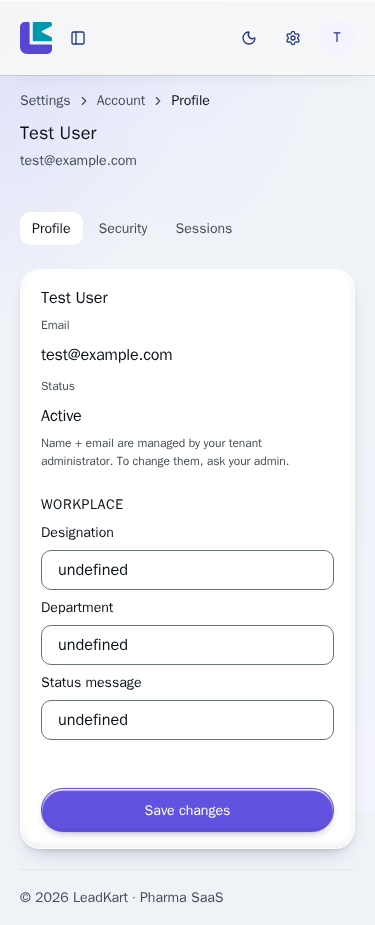 T
Settings > Account > Profile
Test User
test@example.com
Profile Security Sessions
Test User
Email
test@example.com
Status
Active
Name + email are managed by your tenant
administrator. To change them, ask your admin.
WORKPLACE
Designation
undefined
Department
undefined
Status message
undefined
Save changes
© 2026 LeadKart · Pharma SaaS